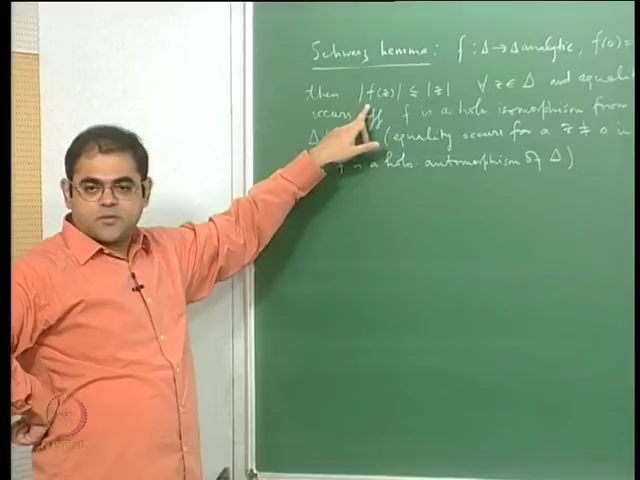 Schwarz Lemma : f : Δ → Δ analytic, f(0)=
then |f(z)| ≤ |z| ∀ z ∈ Δ and equali
occurs iff f is a holo isomorphism from
Δ (equality occurs for a z ≠ 0 in
f is a holo. automorphism of Δ)
NPTEL